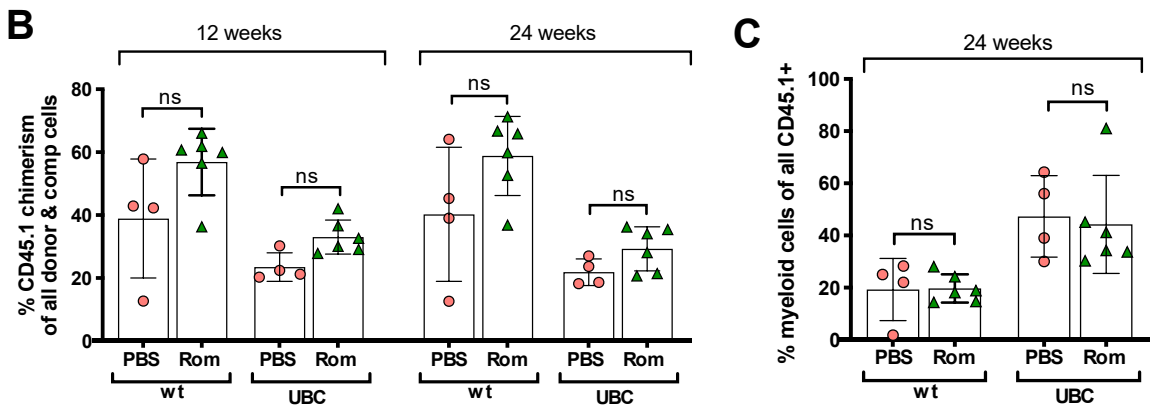 B
12 weeks
24 weeks
% CD45.1 chimerism
of all donor & comp cells
80
60
40
20
0
ns
ns
ns
ns
PBS
Rom
PBS
Rom
PBS
Rom
PBS
Rom
wt
UBC
wt
UBC
C
24 weeks
% myeloid cells of all CD45.1+
100
80
60
40
20
0
ns
ns
PBS
Rom
PBS
Rom
wt
UBC